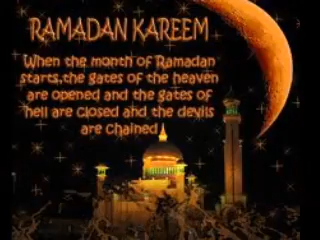 RAMADAN KAREEM
When the month of Ramadan
starts,the gates of the heaven
are opened and the gates of
hell are closed and the devils
are chained